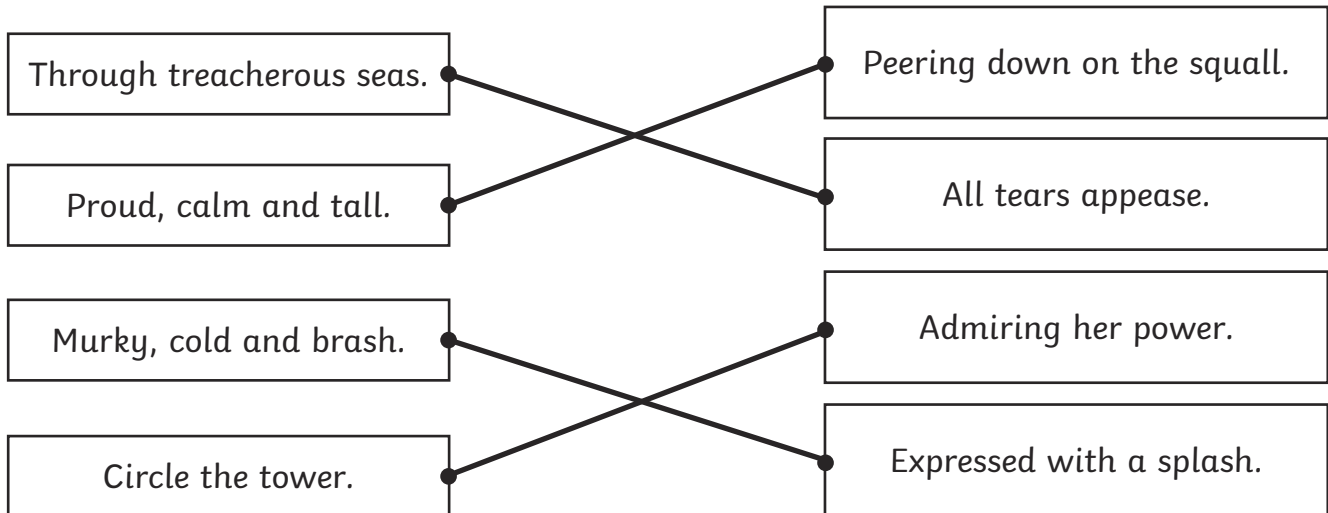 Through treacherous seas.
Peering down on the squall.
Proud, calm and tall.
All tears appease.
Murky, cold and brash.
Admiring her power.
Circle the tower.
Expressed with a splash.